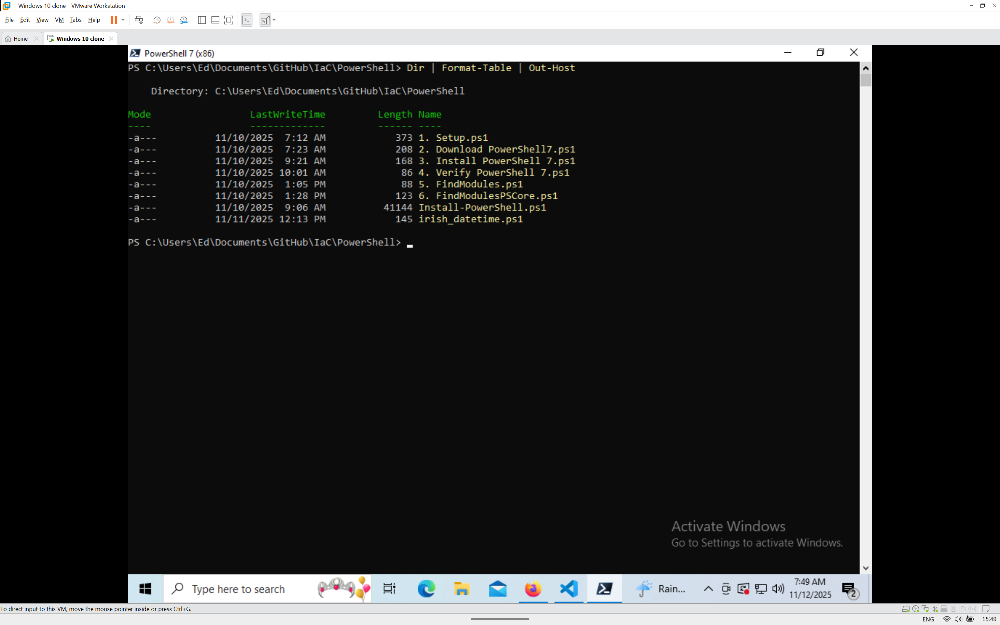 Windows 10 clone - VMware Workstation
File Edit View VM Tabs Help
Home Windows 10 clone
PowerShell 7 (x86)
PS C:\Users\Ed\Documents\GitHub\IaC\PowerShell> Dir | Format-Table | Out-Host
Directory: C:\Users\Ed\Documents\GitHub\IaC\PowerShell
Mode LastWriteTime Length Name
---- ------------- ------ ----
-a--- 11/10/2025 7:12 AM 373 1. Setup.ps1
-a--- 11/10/2025 7:23 AM 208 2. Download PowerShell7.ps1
-a--- 11/10/2025 9:21 AM 168 3. Install PowerShell 7.ps1
-a--- 11/10/2025 10:01 AM 86 4. Verify PowerShell 7.ps1
-a--- 11/10/2025 1:05 PM 88 5. FindModules.ps1
-a--- 11/10/2025 1:28 PM 123 6. FindModulesPSCore.ps1
-a--- 11/10/2025 9:06 AM 41144 Install-PowerShell.ps1
-a--- 11/11/2025 12:13 PM 145 irish_datetime.ps1
PS C:\Users\Ed\Documents\GitHub\IaC\PowerShell>
Activate Windows
Go to Settings to activate Windows.
Type here to search
Rain...
7:49 AM
11/12/2025
2
To direct input to this VM, move the mouse pointer inside or press Ctrl+G.
ENG 15:49